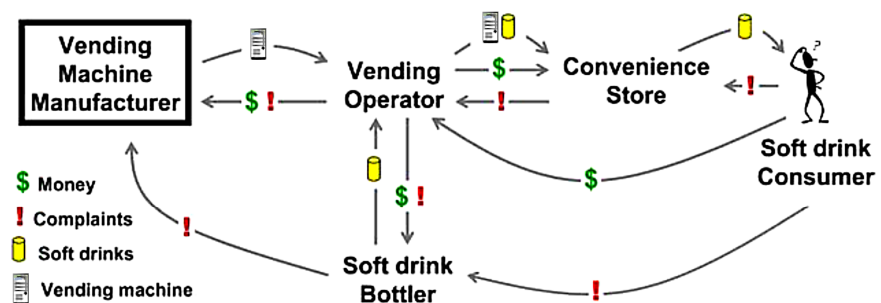 Vending
Machine
Manufacturer
Vending
Operator
Convenience
Store
$
$ !
!
!
?
$ Money
! Complaints
Soft drinks
Vending machine
!
$ !
$
Soft drink
Consumer
Soft drink
Bottler
!